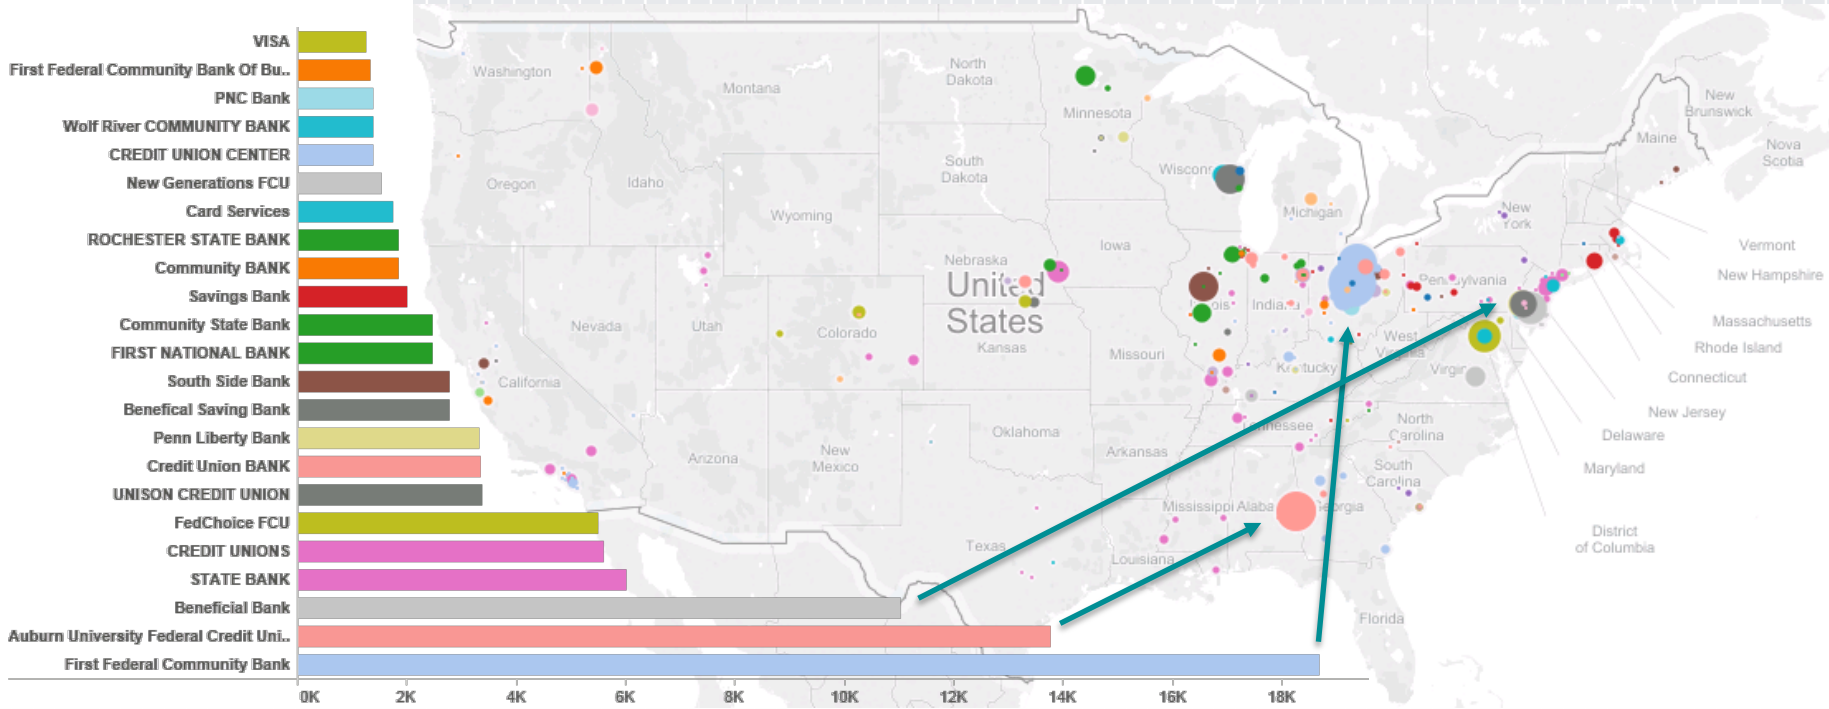 VISA
First Federal Community Bank Of Bu..
PNC Bank
Wolf River COMMUNITY BANK
CREDIT UNION CENTER
New Generations FCU
Card Services
ROCHESTER STATE BANK
Community BANK
Savings Bank
Community State Bank
FIRST NATIONAL BANK
South Side Bank
Benefical Saving Bank
Penn Liberty Bank
Credit Union BANK
UNISON CREDIT UNION
FedChoice FCU
CREDIT UNIONS
STATE BANK
Beneficial Bank
Auburn University Federal Credit Uni..
First Federal Community Bank
0K 2K 4K 6K 8K 10K 12K 14K 16K 18K
Washington
Montana
North
Dakota
Minnesota
Oregon
Idaho
Wyoming
South
Dakota
Wiscons
Michigan
New
York
Maine
New
Brunswick
Nova
Scotia
Iowa
Nebraska
United
States
Nevada
Utah
Colorado
Kansas
Missouri
Indiana
Pennsylvania
West
Virginia
Virgin
Kentucky
California
Arizona
New
Mexico
Oklahoma
Arkansas
Tennessee
North
Carolina
South
Carolina
Mississippi
Alaba
Georgia
Texas
Louisiana
Florida
Vermont
New Hampshire
Massachusetts
Rhode Island
Connecticut
New Jersey
Delaware
Maryland
District
of Columbia